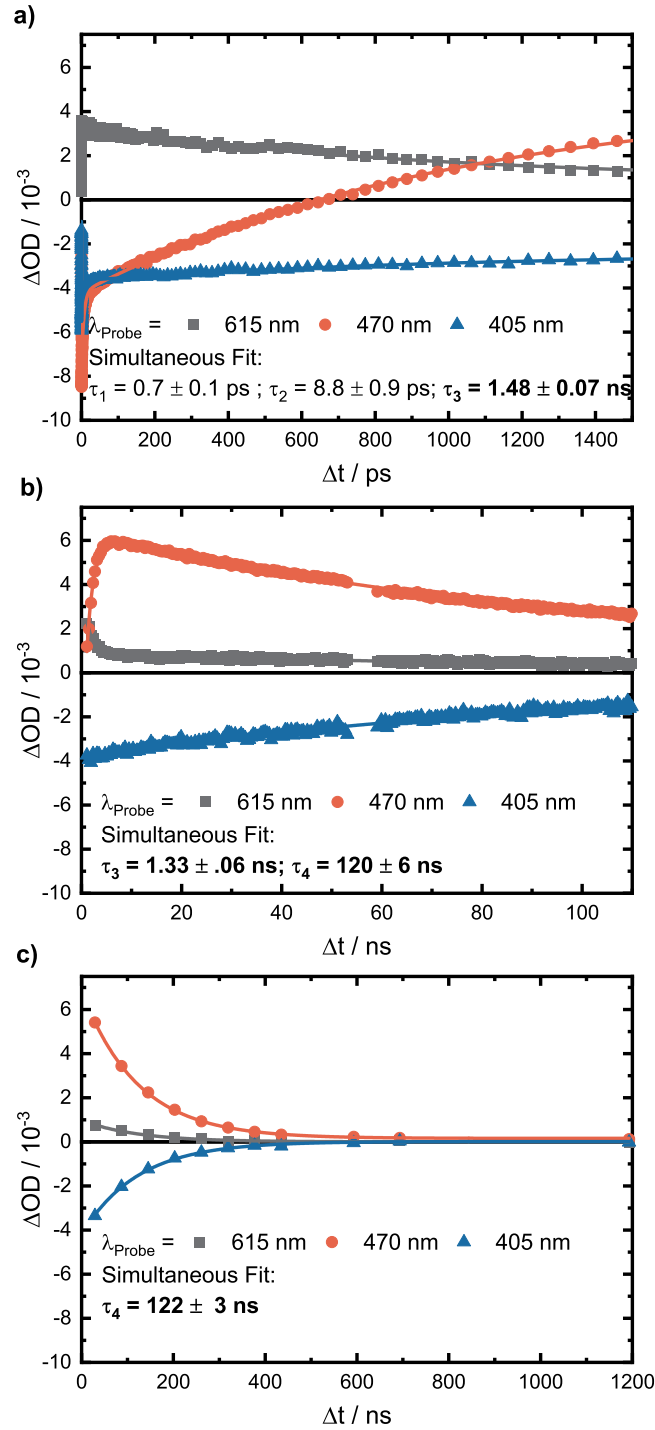 a)
6
4
2
0
-2
-4
-6
-8
-10
ΔOD / 10⁻³
λProbe = 615 nm 470 nm 405 nm
Simultaneous Fit:
τ₁ = 0.7 ± 0.1 ps ; τ₂ = 8.8 ± 0.9 ps; τ₃ = 1.48 ± 0.07 ns
0 200 400 600 800 1000 1200 1400
Δt / ps
b)
6
4
2
0
-2
-4
-6
-8
-10
ΔOD / 10⁻³
λProbe = 615 nm 470 nm 405 nm
Simultaneous Fit:
τ₃ = 1.33 ± .06 ns; τ₄ = 120 ± 6 ns
0 20 40 60 80 100
Δt / ns
c)
6
4
2
0
-2
-4
-6
-8
-10
ΔOD / 10⁻³
λProbe = 615 nm 470 nm 405 nm
Simultaneous Fit:
τ₄ = 122 ± 3 ns
0 200 400 600 800 1000 1200
Δt / ns